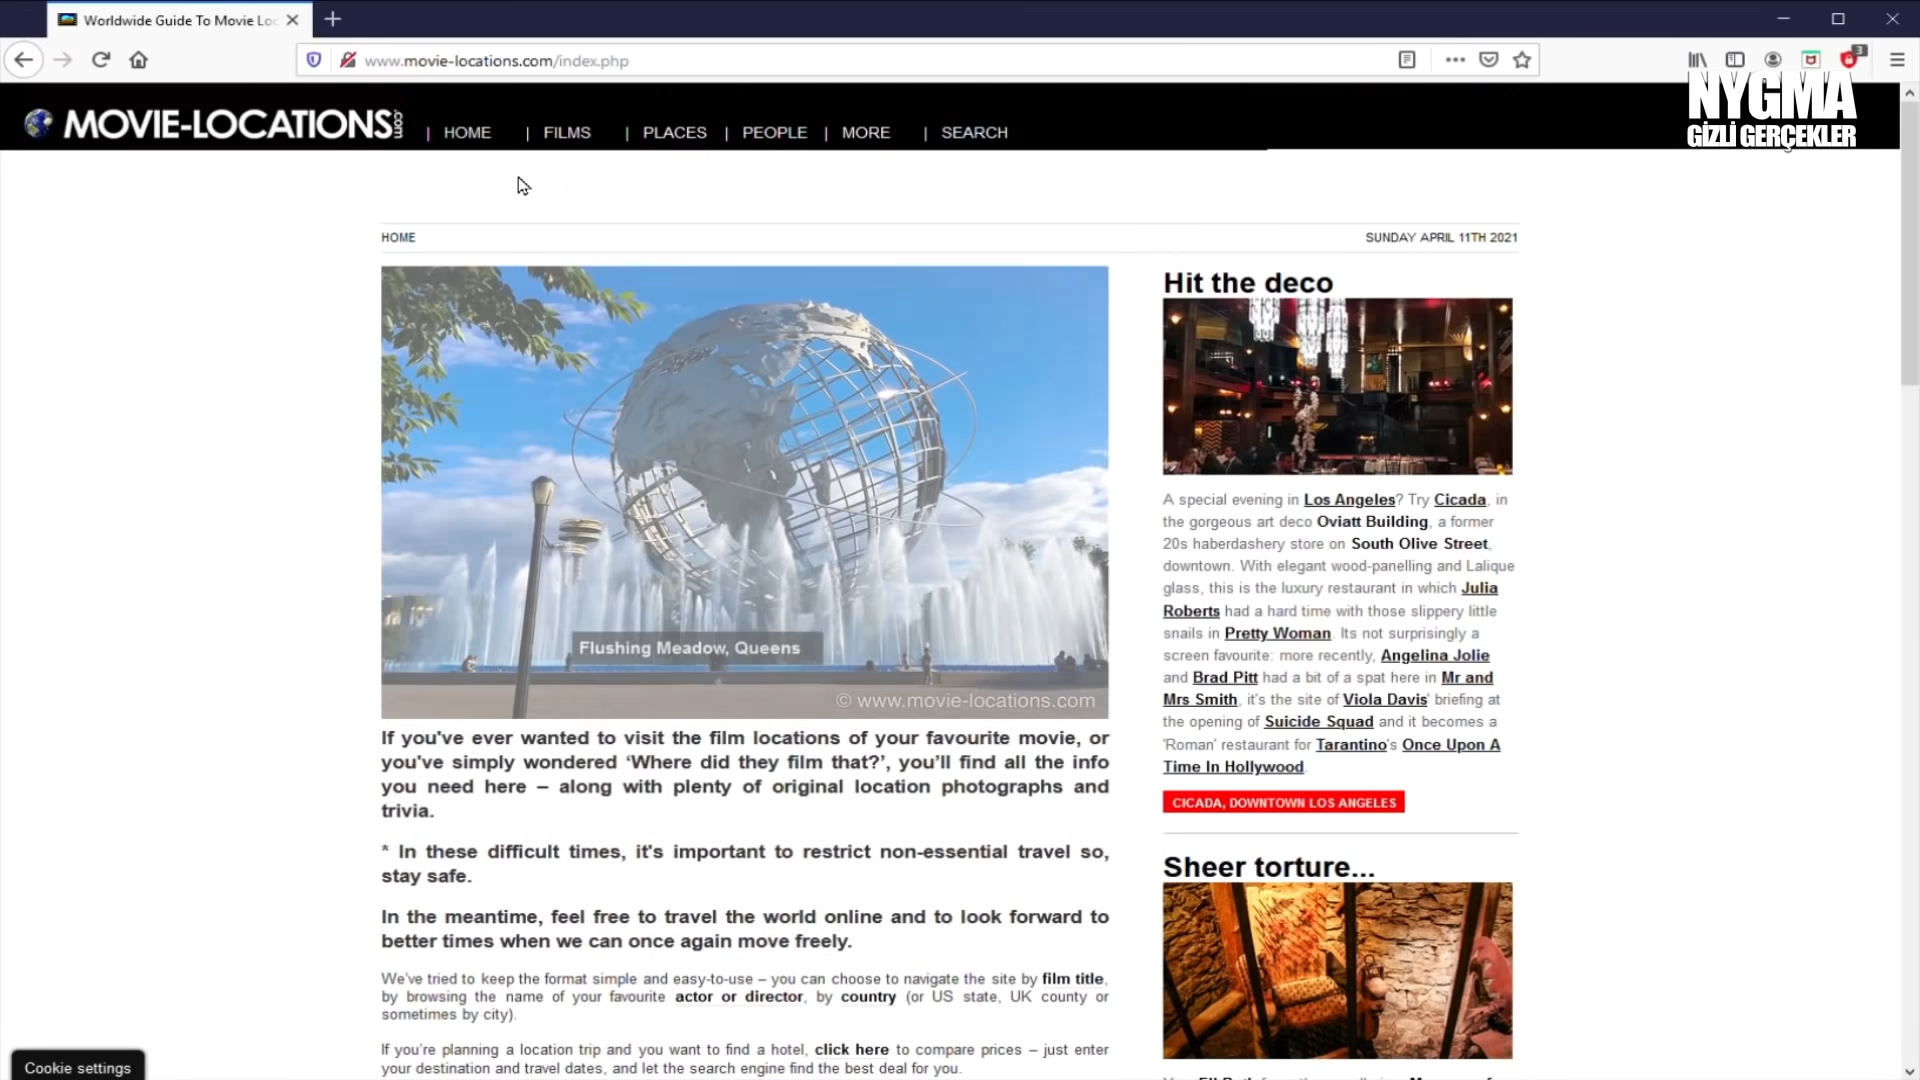 Worldwide Guide To Movie Loc
www.movie-locations.com/index.php
3
NYGMA
GİZLİ GERÇEKLER
MOVIE-LOCATIONS.com
| HOME | FILMS | PLACES | PEOPLE | MORE | SEARCH
HOME
SUNDAY APRIL 11TH 2021
Flushing Meadow, Queens
© www.movie-locations.com
If you've ever wanted to visit the film locations of your favourite movie, or
you've simply wondered ‘Where did they film that?’, you’ll find all the info
you need here – along with plenty of original location photographs and
trivia.
* In these difficult times, it's important to restrict non-essential travel so,
stay safe.
In the meantime, feel free to travel the world online and to look forward to
better times when we can once again move freely.
We’ve tried to keep the format simple and easy-to-use – you can choose to navigate the site by film title,
by browsing the name of your favourite actor or director, by country (or US state, UK county or
sometimes by city).
If you’re planning a location trip and you want to find a hotel, click here to compare prices – just enter
your destination and travel dates, and let the search engine find the best deal for you.
Hit the deco
A special evening in Los Angeles? Try Cicada, in
the gorgeous art deco Oviatt Building, a former
20s haberdashery store on South Olive Street,
downtown. With elegant wood-panelling and Lalique
glass, this is the luxury restaurant in which Julia
Roberts had a hard time with those slippery little
snails in Pretty Woman. Its not surprisingly a
screen favourite: more recently, Angelina Jolie
and Brad Pitt had a bit of a spat here in Mr and
Mrs Smith, it's the site of Viola Davis' briefing at
the opening of Suicide Squad and it becomes a
'Roman' restaurant for Tarantino's Once Upon A
Time In Hollywood.
CICADA, DOWNTOWN LOS ANGELES
Sheer torture...
Cookie settings